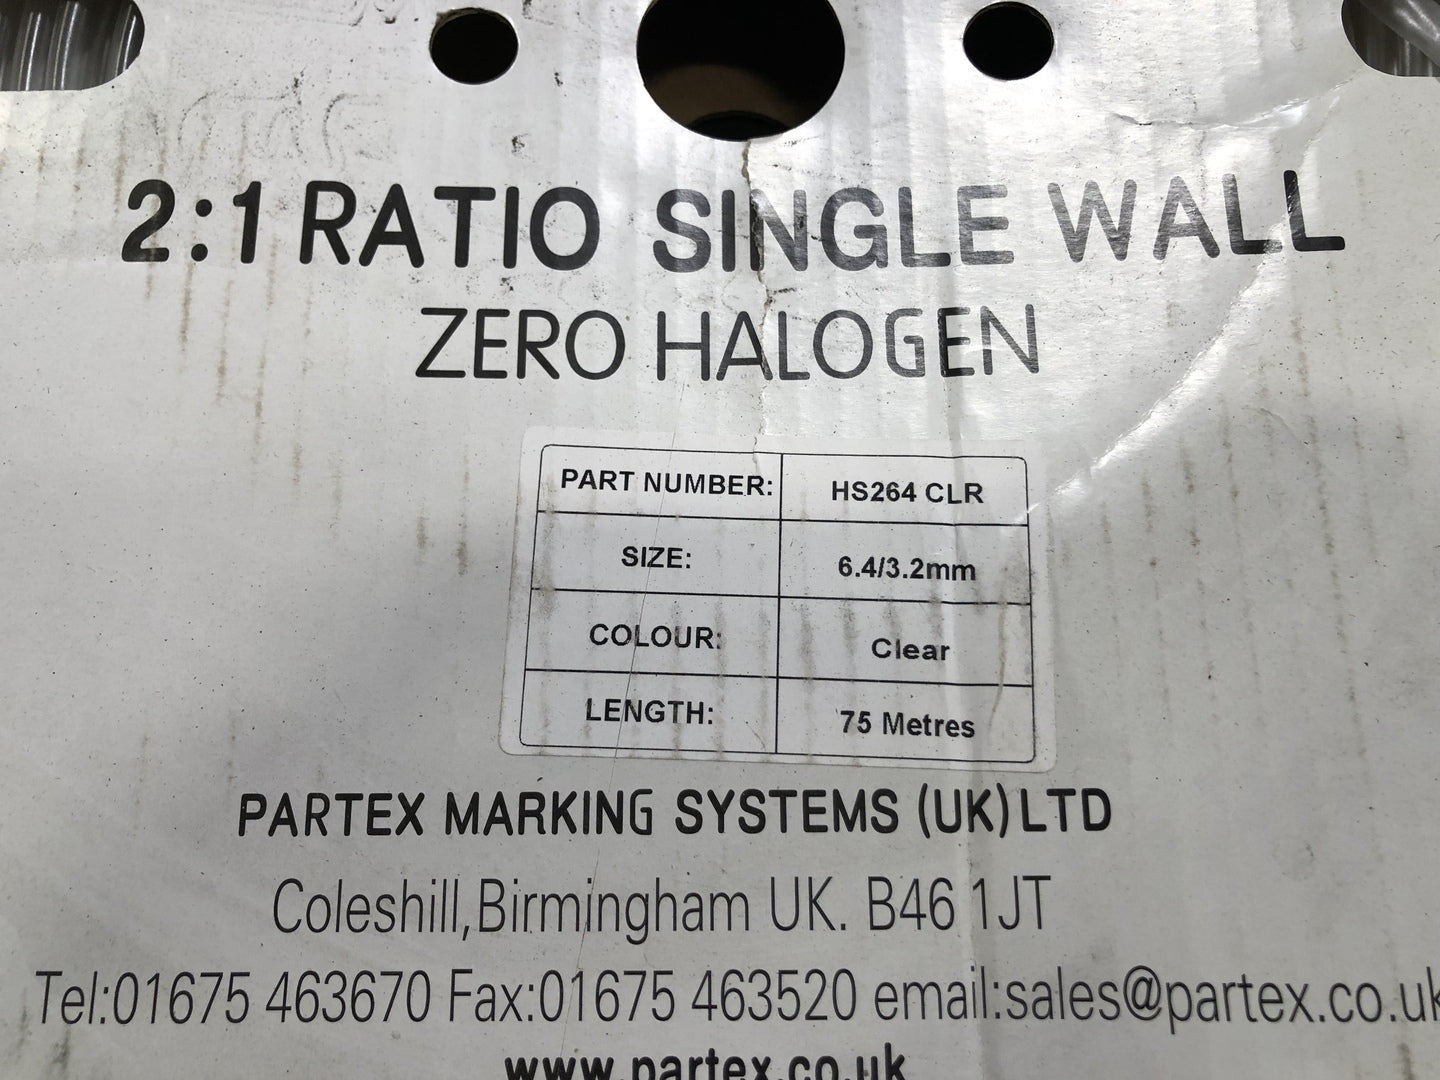 2:1 RATIO SINGLE WALL
ZERO HALOGEN
PART NUMBER: HS264 CLR
SIZE: 6.4/3.2mm
COLOUR: Clear
LENGTH: 75 Metres
PARTEX MARKING SYSTEMS (UK) LTD
Coleshill, Birmingham UK. B46 1JT
Tel:01675 463670 Fax:01675 463520 email:sales@partex.co.uk
www.partex.co.uk